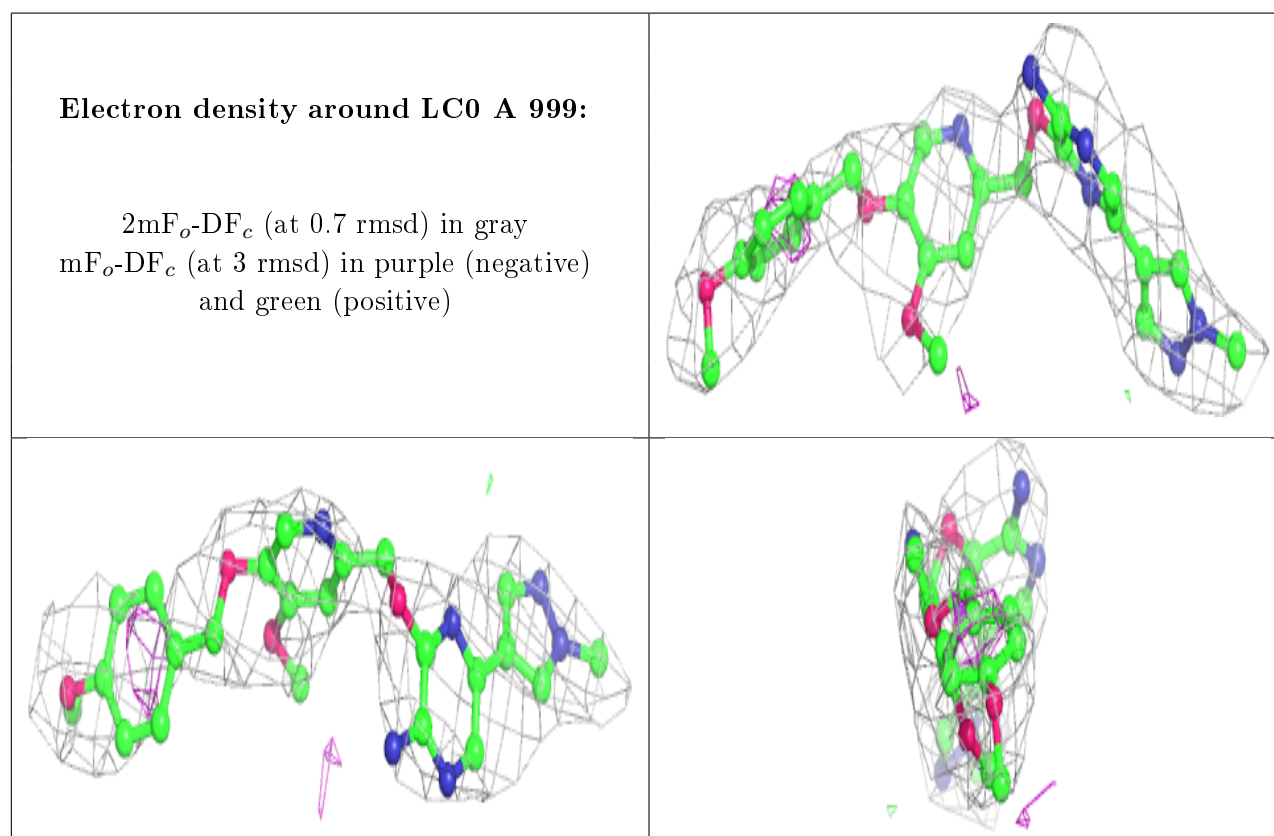 Electron density around LC0 A 999:
2mFo-DFc (at 0.7 rmsd) in gray
mFo-DFc (at 3 rmsd) in purple (negative)
and green (positive)